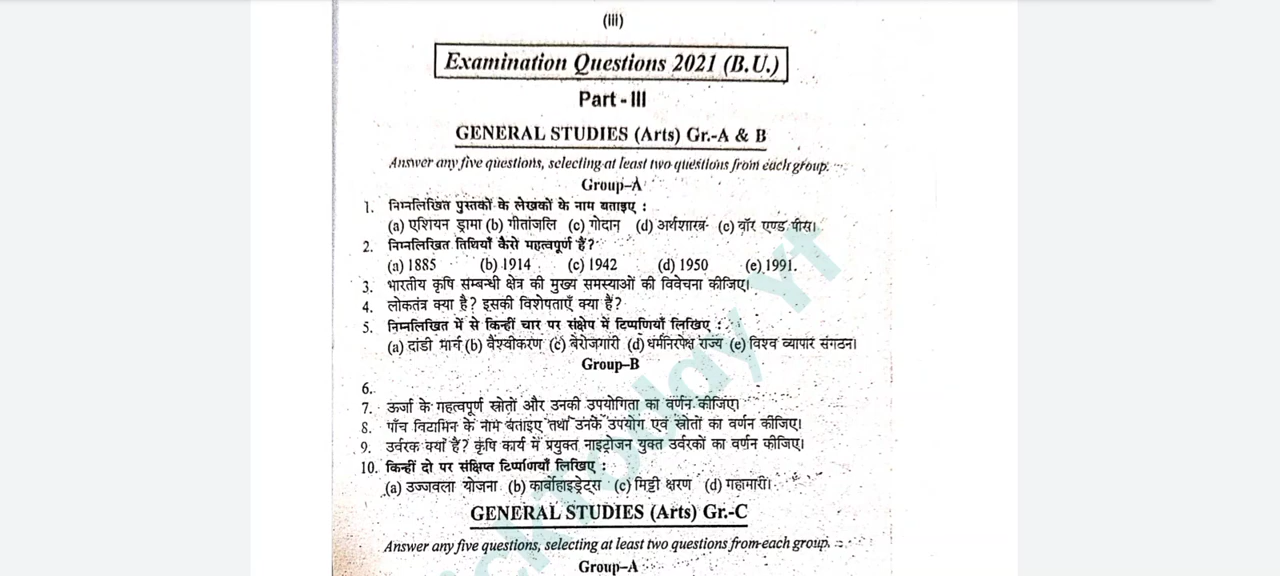 (iii)
Examination Questions 2021 (B.U.)
Part - III
GENERAL STUDIES (Arts) Gr.-A & B
Answer any five questions, selecting at least two questions from each group.
Group–A
1. निम्नलिखित पुस्तकों के लेखकों के नाम बताइए :
(a) एशियन ड्रामा (b) गीतांजलि (c) गोदान (d) अर्थशास्त्र (c) वॉर एण्ड पीस।
2. निम्नलिखित तिथियाँ कैसे महत्वपूर्ण हैं?
(a) 1885 (b) 1914 (c) 1942 (d) 1950 (e) 1991.
3. भारतीय कृषि सम्बन्धी क्षेत्र की मुख्य समस्याओं की विवेचना कीजिए।
4. लोकतंत्र क्या है? इसकी विशेषताएँ क्या हैं?
5. निम्नलिखित में से किन्हीं चार पर संक्षेप में टिप्पणियाँ लिखिए :
(a) दांडी मार्च (b) वैश्वीकरण (c) बेरोजगारी (d) धर्मनिरपेक्ष राज्य (e) विश्व व्यापार संगठन।
Group–B
6.
7. ऊर्जा के महत्वपूर्ण स्रोतों और उनकी उपयोगिता का वर्णन कीजिए।
8. पाँच विटामिन के नाम बताइए तथा उनके उपयोग एवं स्रोतों का वर्णन कीजिए।
9. उर्वरक क्या है? कृषि कार्य में प्रयुक्त नाइट्रोजन युक्त उर्वरकों का वर्णन कीजिए।
10. किन्हीं दो पर संक्षिप्त टिप्पणियाँ लिखिए :
(a) उज्जवला योजना (b) कार्बोहाइड्रेट्स (c) मिट्टी क्षरण (d) महामारी।
GENERAL STUDIES (Arts) Gr.-C
Answer any five questions, selecting at least two questions from each group.
Group–A